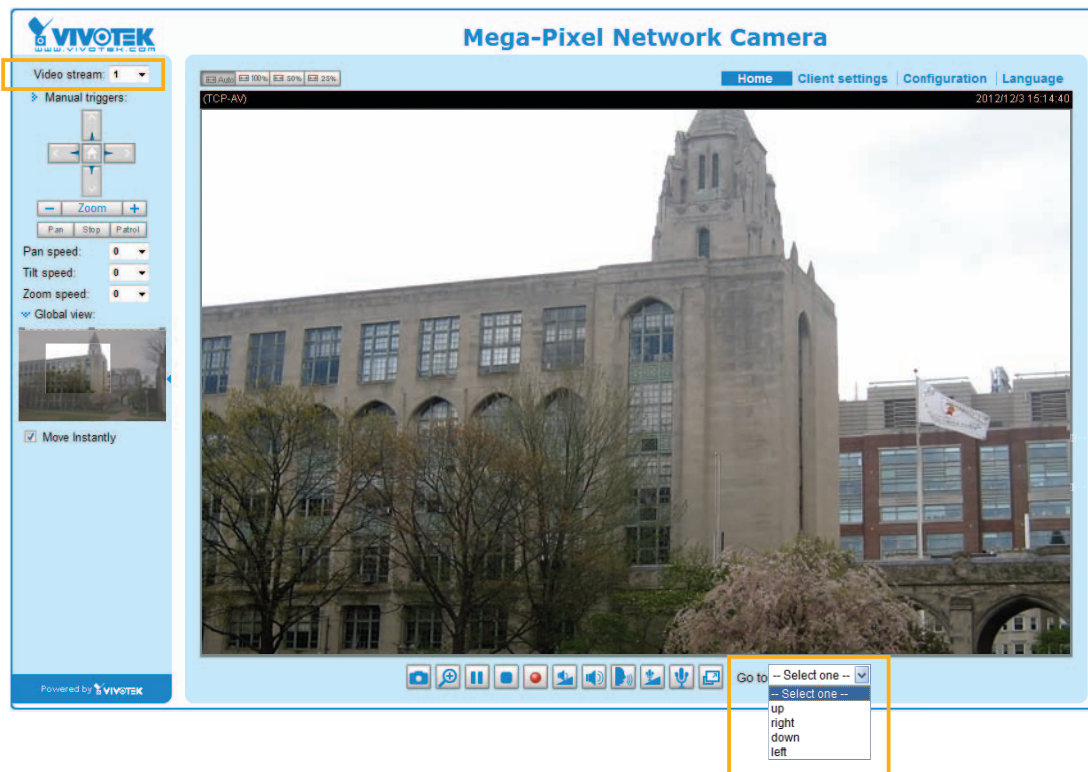 VIVOTEK
www.vivotek.com
Mega-Pixel Network Camera
Video stream: 1
Manual triggers:
Zoom
Pan Stop Patrol
Pan speed: 0
Tilt speed: 0
Zoom speed: 0
Global view:
Move Instantly
Powered by VIVOTEK
Auto 100% 50% 25%
Home Client settings Configuration Language
(TCP-AV) 2012/12/3 15:14:40
Go to -- Select one --
-- Select one --
up
right
down
left